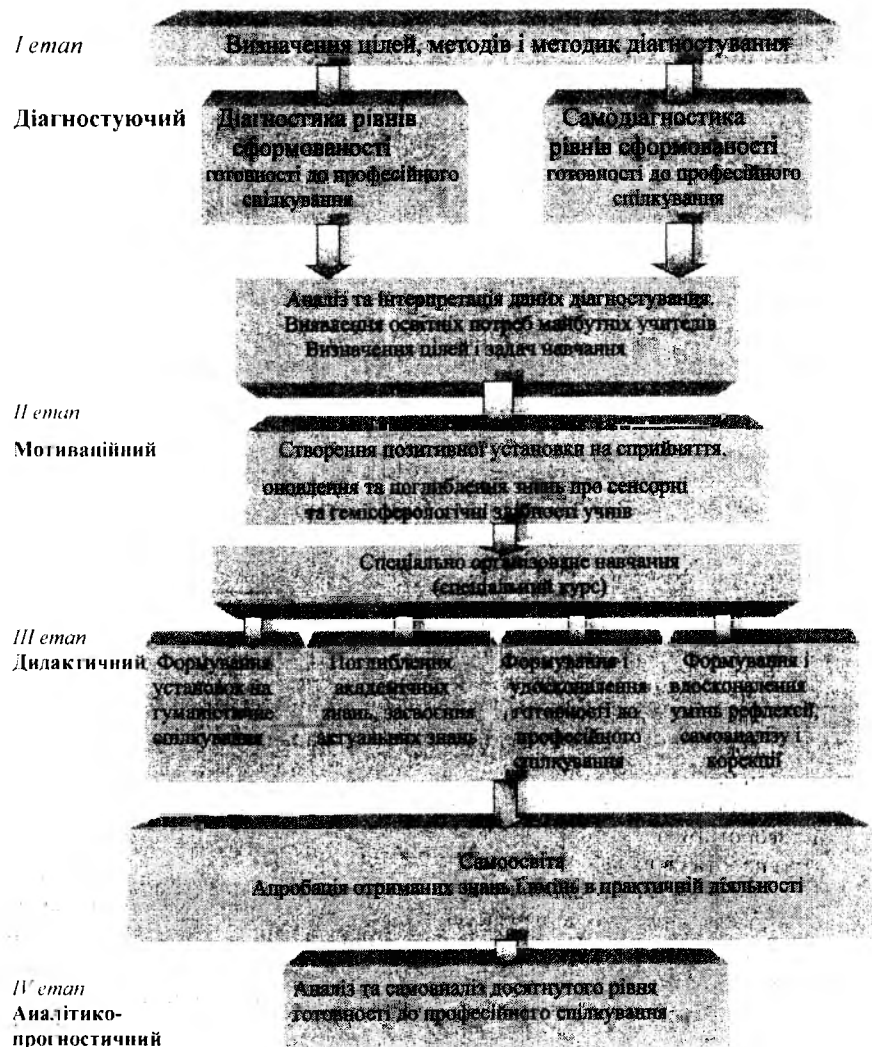 І етап
Визначення цілей, методів і методик діагностування
Діагностуючий
Діагностика рівнів
сформованості
готовності до професійного
спілкування
Самодіагностика
рівнів сформованості
готовності до професійного
спілкування
Аналіз та інтерпретація даних діагностування.
Виявлення освітніх потреб майбутніх учителів
Визначення цілей і задач навчання
ІІ етап
Мотиваційний
Створення позитивної установки на сприйняття,
оновлення та поглиблення знань про сенсорні
та гемісферологічні здібності учнів
Спеціально організоване навчання
(спеціальний курс)
ІІІ етап
Дидактичний
Формування
установок на
гуманістичне
спілкування
Поглиблення
академічних
знань, засвоєння
актуальних знань
Формування і
удосконалення
готовності до
професійного
спілкування
Формування і
вдосконалення
умінь рефлексії,
самоаналізу і
корекції
Самоосвіта
Апробація отриманих знань і вмінь в практичній діяльності
IV етап
Аналітико-
прогностичний
Аналіз та самоаналіз досягнутого рівня
готовності до професійного спілкування